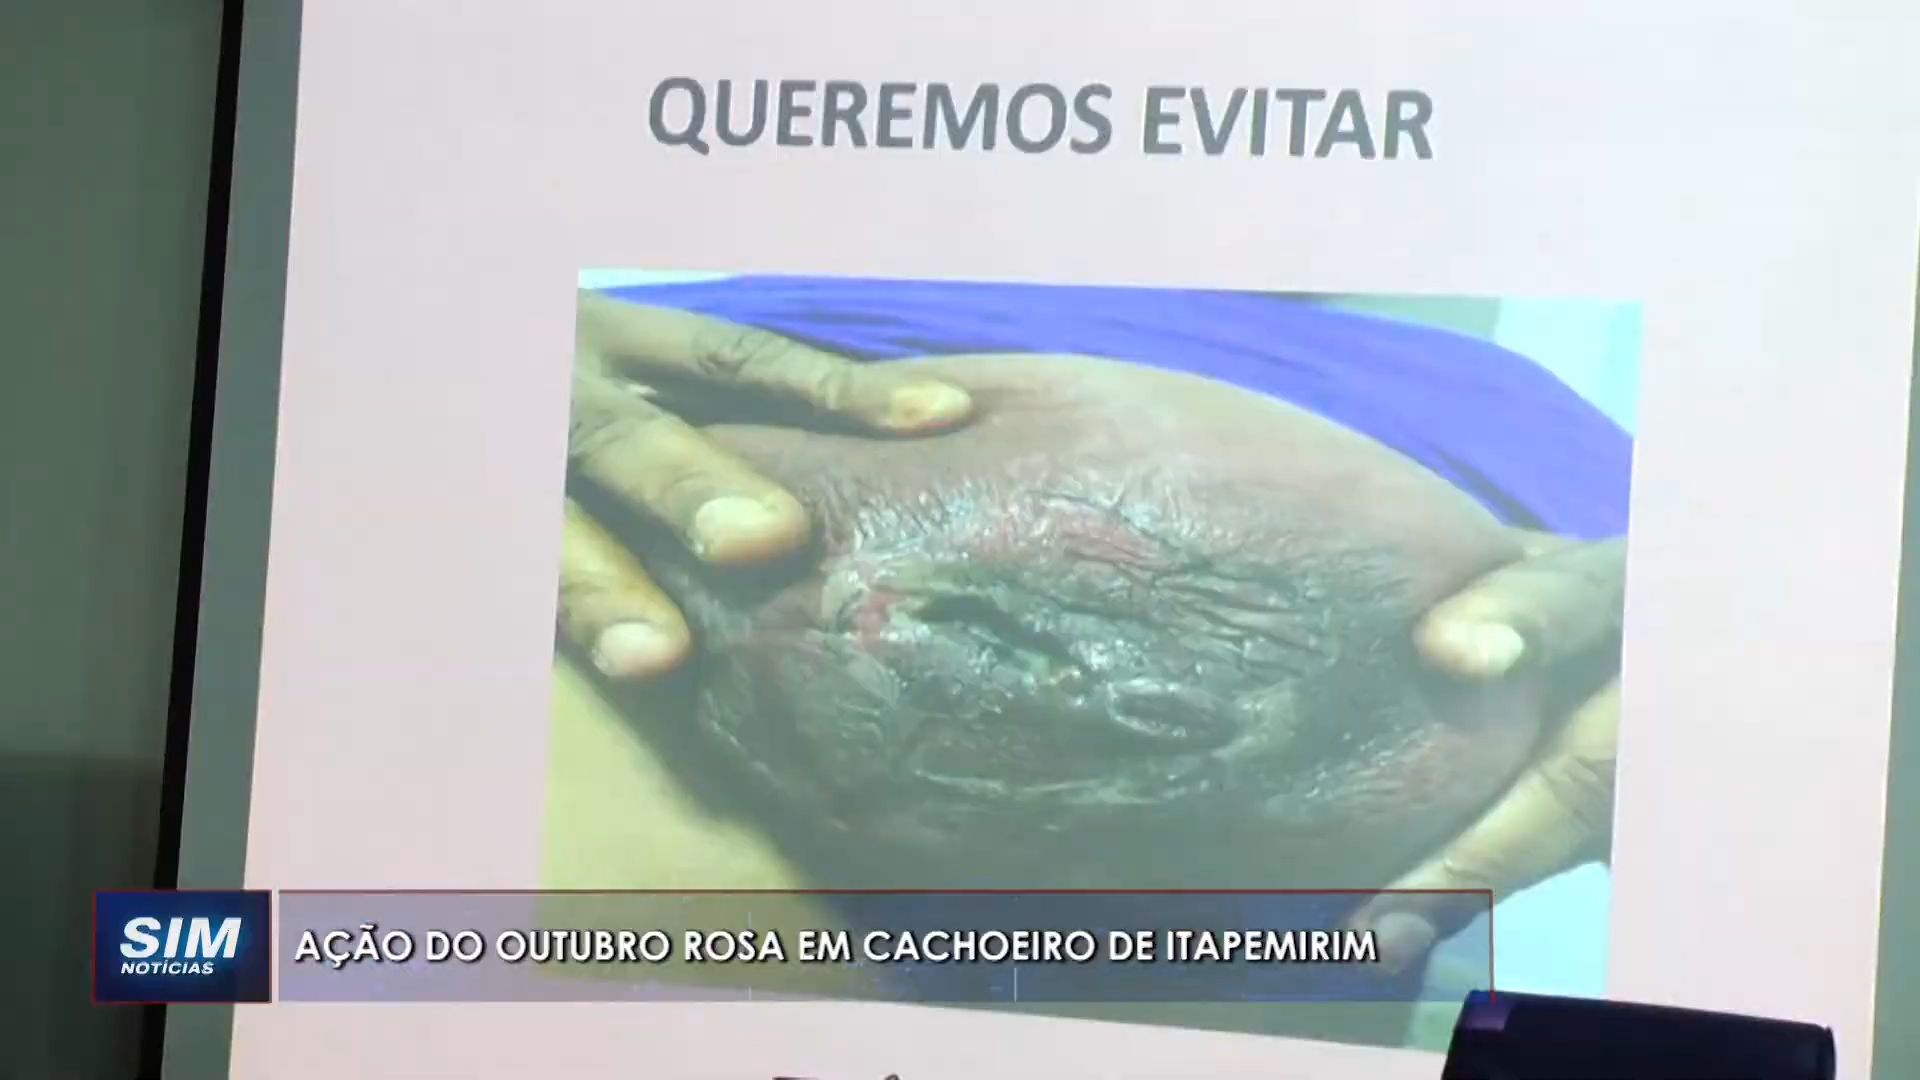 QUEREMOS EVITAR
SIM
NOTÍCIAS
AÇÃO DO OUTUBRO ROSA EM CACHOEIRO DE ITAPEMIRIM